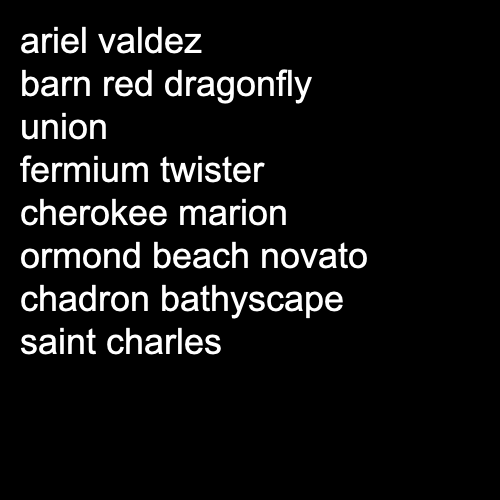 ariel valdez
barn red dragonfly
union
fermium twister
cherokee marion
ormond beach novato
chadron bathyscape
saint charles